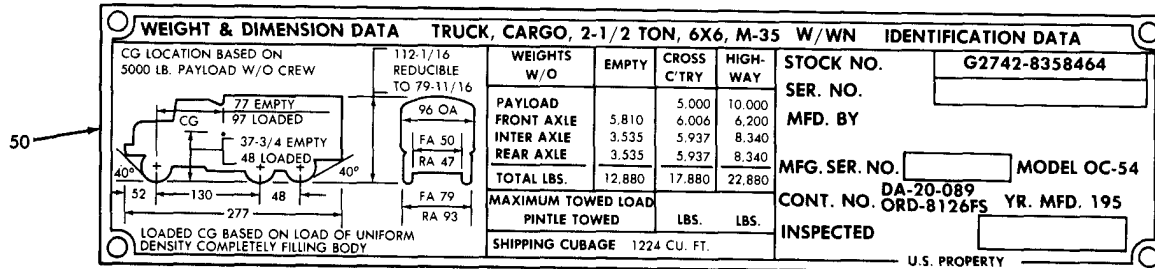 WEIGHT & DIMENSION DATA TRUCK, CARGO, 2-1/2 TON, 6X6, M-35 W/WN IDENTIFICATION DATA
CG LOCATION BASED ON
5000 LB. PAYLOAD W/O CREW
112-1/16
REDUCIBLE
TO 79-11/16
77 EMPTY
97 LOADED
CG
37-3/4 EMPTY
48 LOADED
40°
40°
52
130
48
277
96 OA
FA 50
RA 47
FA 79
RA 93
LOADED CG BASED ON LOAD OF UNIFORM
DENSITY COMPLETELY FILLING BODY
WEIGHTS W/O EMPTY CROSS C'TRY HIGH-WAY
PAYLOAD 5.000 10.000
FRONT AXLE 5,810 6.006 6,200
INTER AXLE 3.535 5.937 8.340
REAR AXLE 3.535 5.937 8.340
TOTAL LBS. 12,880 17.880 22,880
MAXIMUM TOWED LOAD
PINTLE TOWED LBS. LBS.
SHIPPING CUBAGE 1224 CU. FT.
STOCK NO. G2742-8358464
SER. NO.
MFD. BY
MFG. SER. NO. MODEL OC-54
CONT. NO. DA-20-089
ORD-8126FS YR. MFD. 195
INSPECTED
U.S. PROPERTY
50